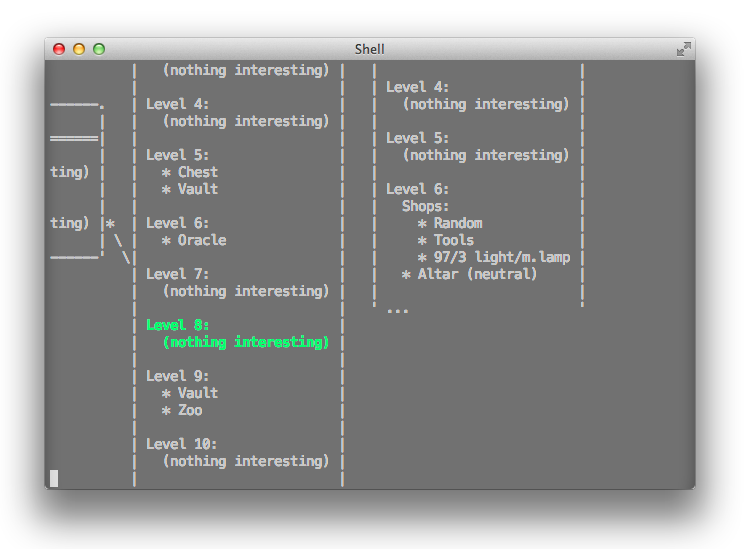 Shell
(nothing interesting)
Level 4:
(nothing interesting)
Level 5:
* Chest
* Vault
ting)
ting)
*
Level 6:
* Oracle
Level 7:
(nothing interesting)
Level 8:
(nothing interesting)
Level 9:
* Vault
* Zoo
Level 10:
(nothing interesting)
Level 4:
(nothing interesting)
Level 5:
(nothing interesting)
Level 6:
Shops:
* Random
* Tools
* 97/3 light/m.lamp
* Altar (neutral)
...